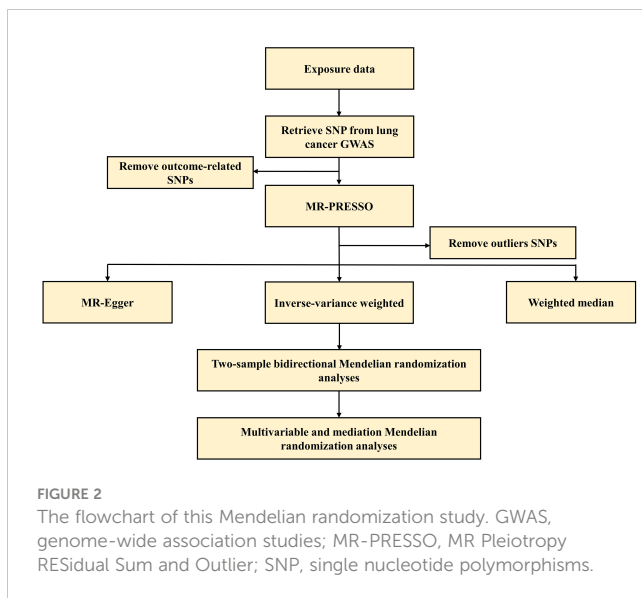 Exposure data
Retrieve SNP from lung
cancer GWAS
Remove outcome-related
SNPs
MR-PRESSO
Remove outliers SNPs
MR-Egger
Inverse-variance weighted
Weighted median
Two-sample bidirectional Mendelian randomization
analyses
Multivariable and mediation Mendelian
randomization analyses
FIGURE 2
The flowchart of this Mendelian randomization study. GWAS,
genome-wide association studies; MR-PRESSO, MR Pleiotropy
RESidual Sum and Outlier; SNP, single nucleotide polymorphisms.